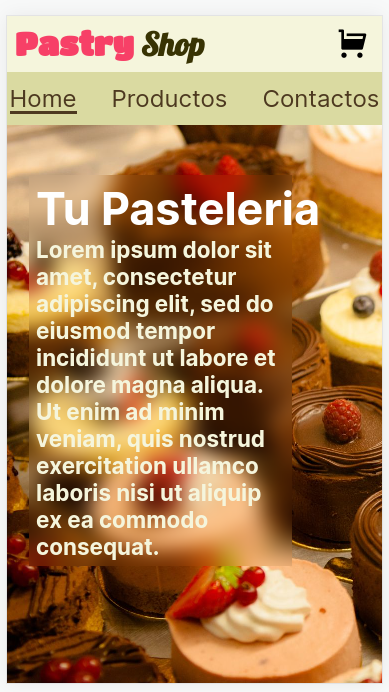 Pastry Shop
Home Productos Contactos
Tu Pasteleria
Lorem ipsum dolor sit
amet, consectetur
adipiscing elit, sed do
eiusmod tempor
incididunt ut labore et
dolore magna aliqua.
Ut enim ad minim
veniam, quis nostrud
exercitation ullamco
laboris nisi ut aliquip
ex ea commodo
consequat.